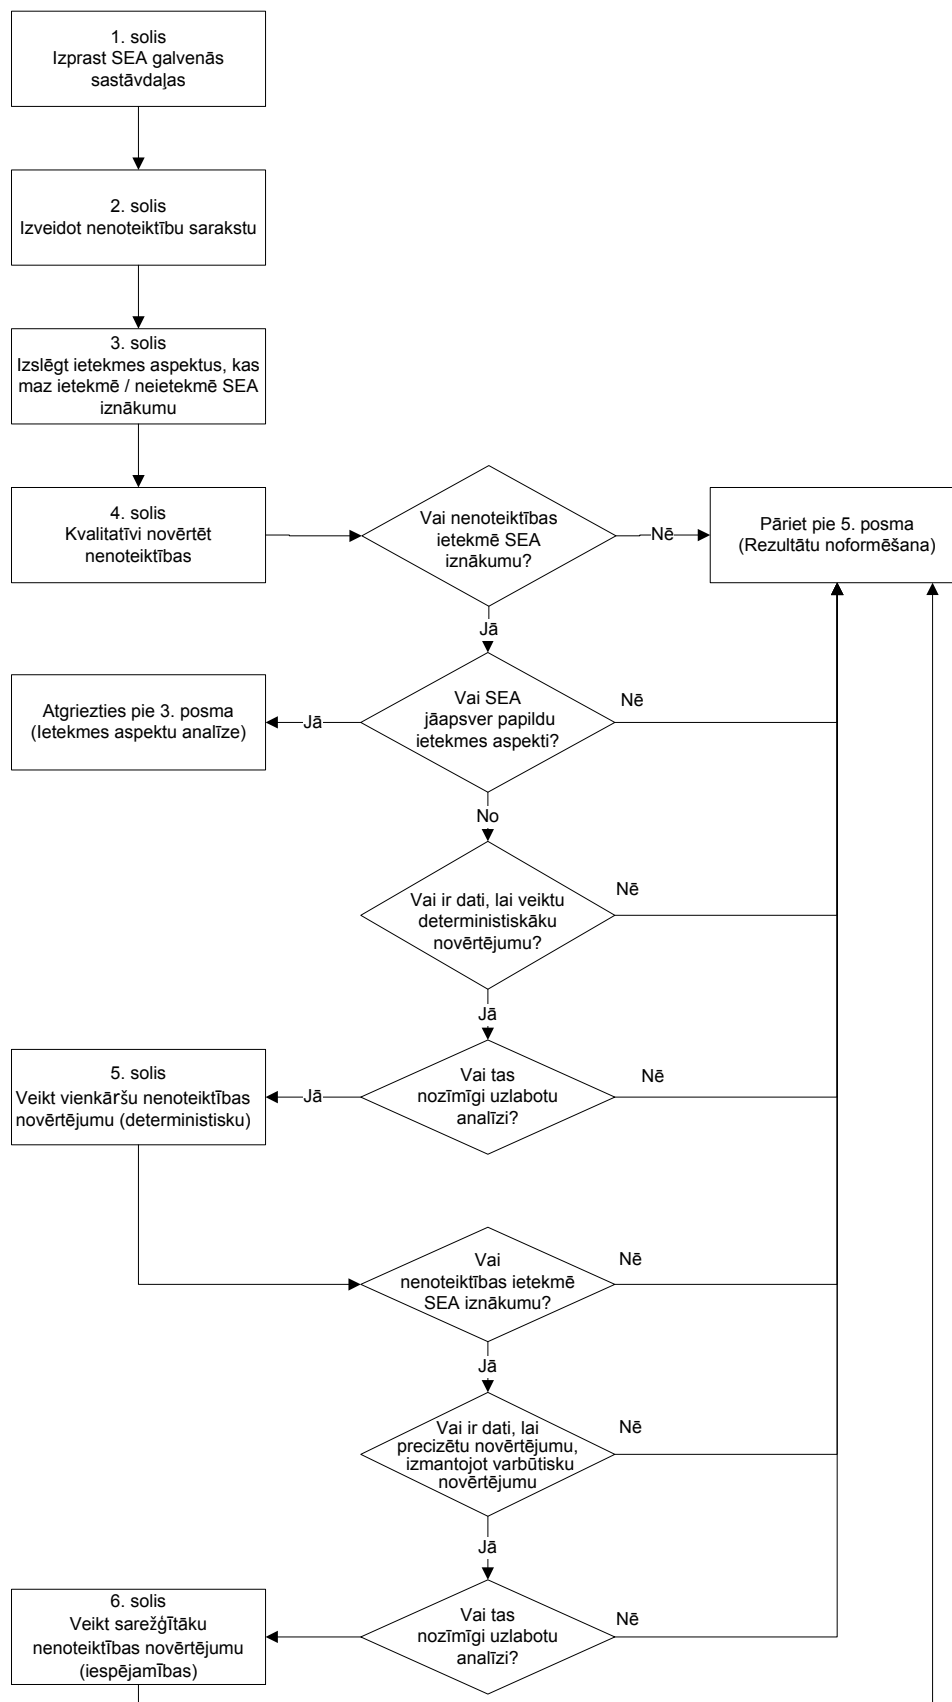 1. solis
Izprast SEA galvenās
sastāvdaļas
2. solis
Izveidot nenoteiktību sarakstu
3. solis
Izslēgt ietekmes aspektus, kas
maz ietekmē / neietekmē SEA
iznākumu
4. solis
Kvalitatīvi novērtēt
nenoteiktības
Vai nenoteiktības
ietekmē SEA
iznākumu?
Nē
Pāriet pie 5. posma
(Rezultātu noformēšana)
Jā
Vai SEA
jāapsver papildu
ietekmes aspekti?
Nē
Jā
Atgriezties pie 3. posma
(Ietekmes aspektu analīze)
No
Vai ir dati, lai veiktu
deterministiskāku
novērtējumu?
Nē
Jā
Vai tas
nozīmīgi uzlabotu
analīzi?
Nē
Jā
5. solis
Veikt vienkāršu nenoteiktības
novērtējumu (deterministisku)
Vai
nenoteiktības ietekmē
SEA iznākumu?
Nē
Jā
Vai ir dati, lai
precizētu novērtējumu,
izmantojot varbūtisku
novērtējumu
Nē
Jā
Vai tas
nozīmīgi uzlabotu
analīzi?
Nē
6. solis
Veikt sarežģītāku
nenoteiktības novērtējumu
(iespējamības)